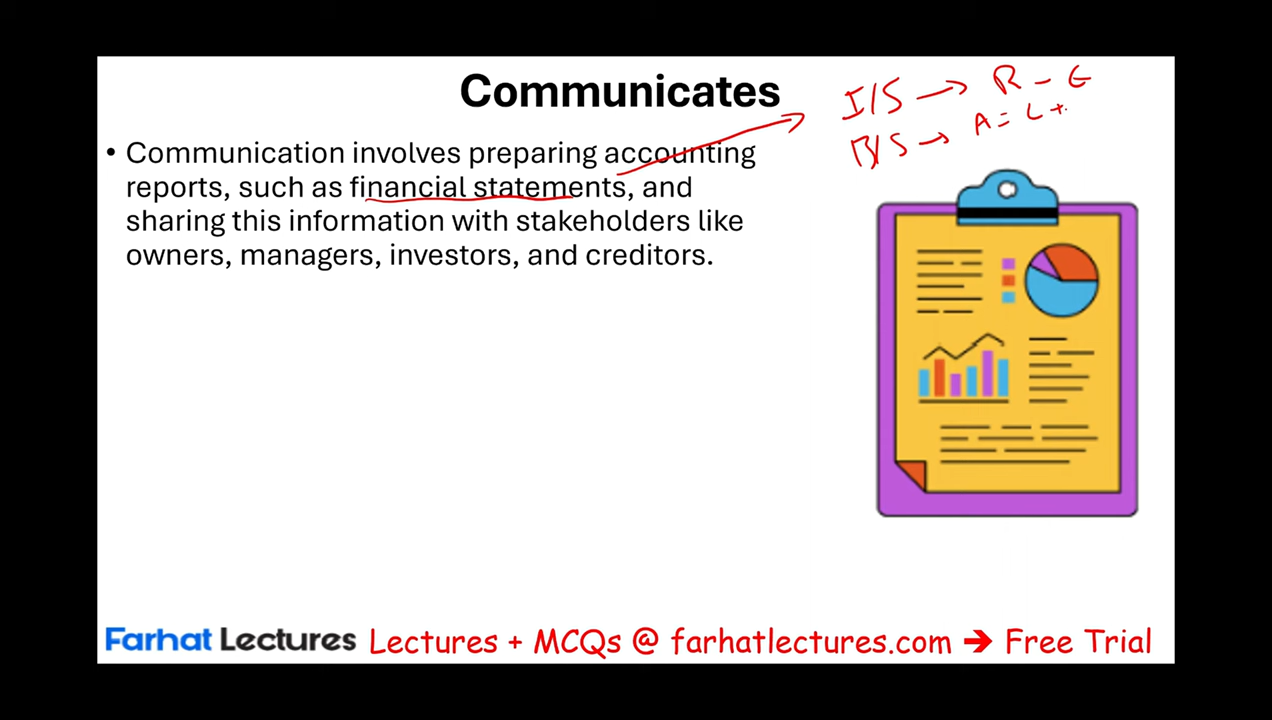 Communicates
I/S → R - E
B/S → A = L +
• Communication involves preparing accounting
reports, such as financial statements, and
sharing this information with stakeholders like
owners, managers, investors, and creditors.
Farhat Lectures Lectures + MCQs @ farhatlectures.com → Free Trial